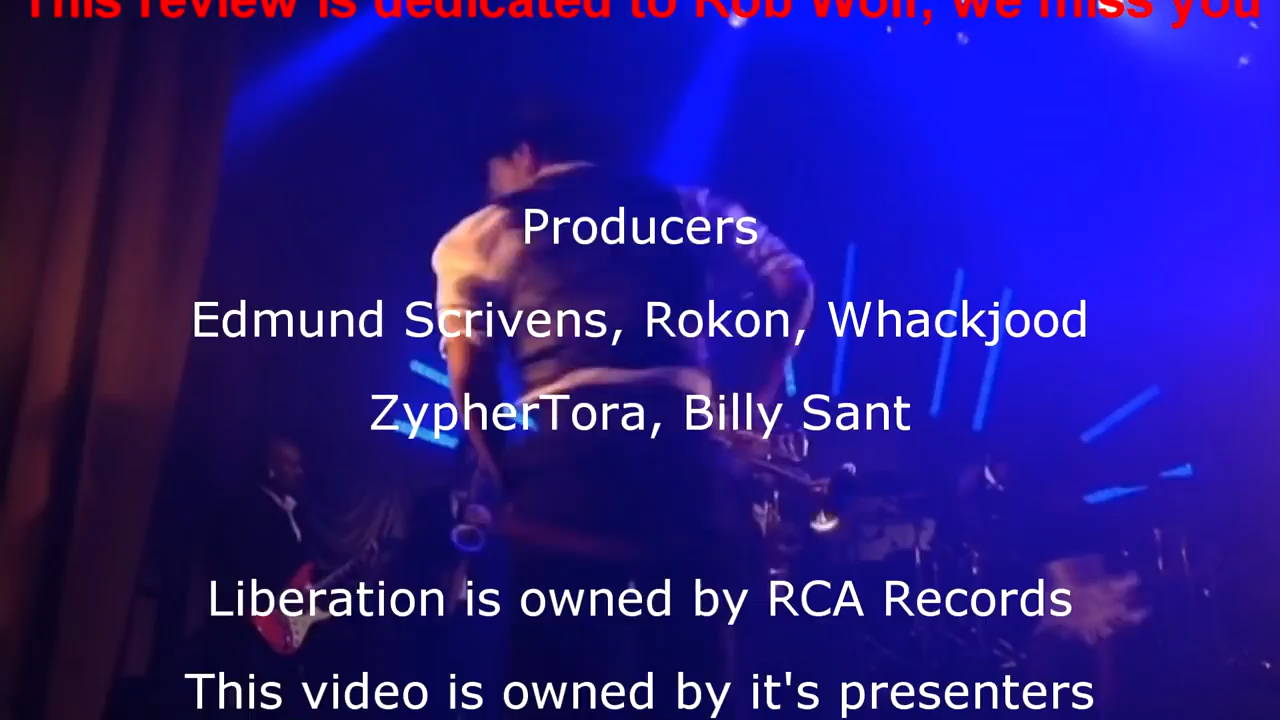 This review is dedicated to Rob Wolf, we miss you
Producers
Edmund Scrivens, Rokon, Whackjood
ZypherTora, Billy Sant
Liberation is owned by RCA Records
This video is owned by it's presenters